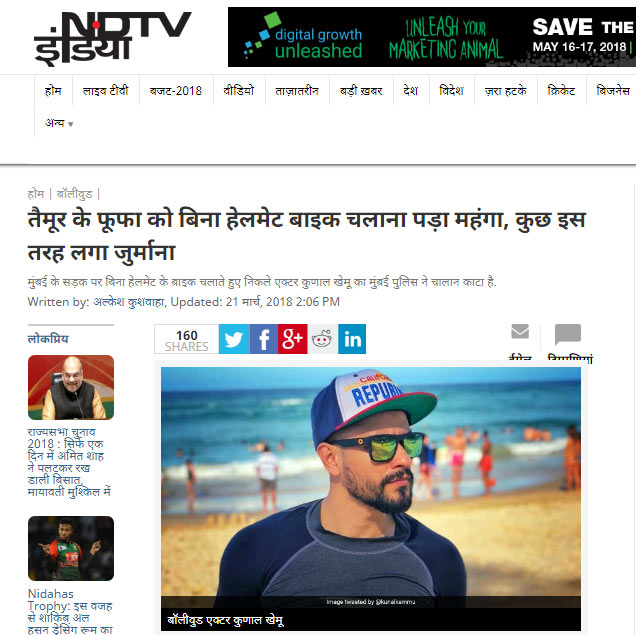 NDTV
इंडिया
digital growth
unleashed
UNLEASH YOUR
MARKETING ANIMAL
SAVE THE
MAY 16-17, 2018 |
होम
लाइव टीवी
बजट-2018
वीडियो
ताज़ातरीन
बड़ी ख़बर
देश
विदेश
ज़रा हटके
क्रिकेट
बिजनेस
अन्य
होम | बॉलीवुड |
तैमूर के फूफा को बिना हेलमेट बाइक चलाना पड़ा महंगा, कुछ इस
तरह लगा जुर्माना
मुंबई के सड़क पर बिना हेलमेट के बाइक चलाते हुए निकले एक्टर कुणाल खेमू का मुंबई पुलिस ने चालान काटा है.
Written by: अल्केश कुशवाहा, Updated: 21 मार्च, 2018 2:06 PM
लोकप्रिय
राज्यसभा चुनाव
2018 : सिर्फ एक
दिन में अमित शाह
ने पलटकर रख
डाली बिसात,
मायावती मुश्किल में
Nidahas
Trophy: इस वजह
से शाकिब अल
हसन ड्रेसिंग रूम का
160
SHARES
f
g+
in
ईमेल
टिप्पणियां
CALIFORNIA
REPUBLIC
Image tweeted by @kunalkemmu
बॉलीवुड एक्टर कुणाल खेमू